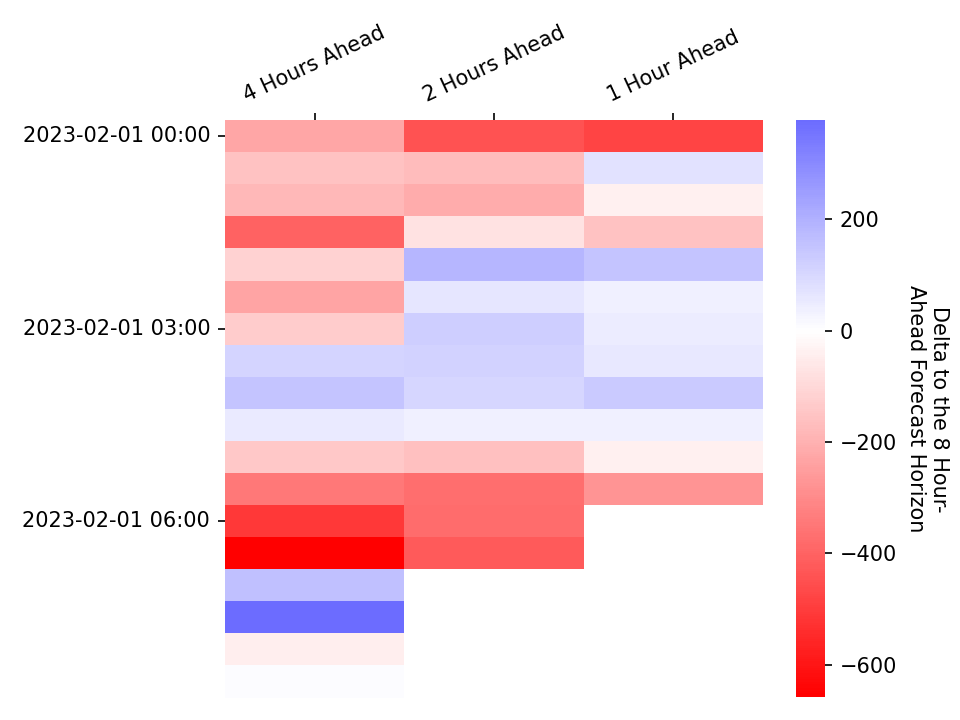 4 Hours Ahead
2 Hours Ahead
1 Hour Ahead
2023-02-01 00:00
2023-02-01 03:00
2023-02-01 06:00
200
0
−200
−400
−600
Delta to the 8 Hour-
Ahead Forecast Horizon